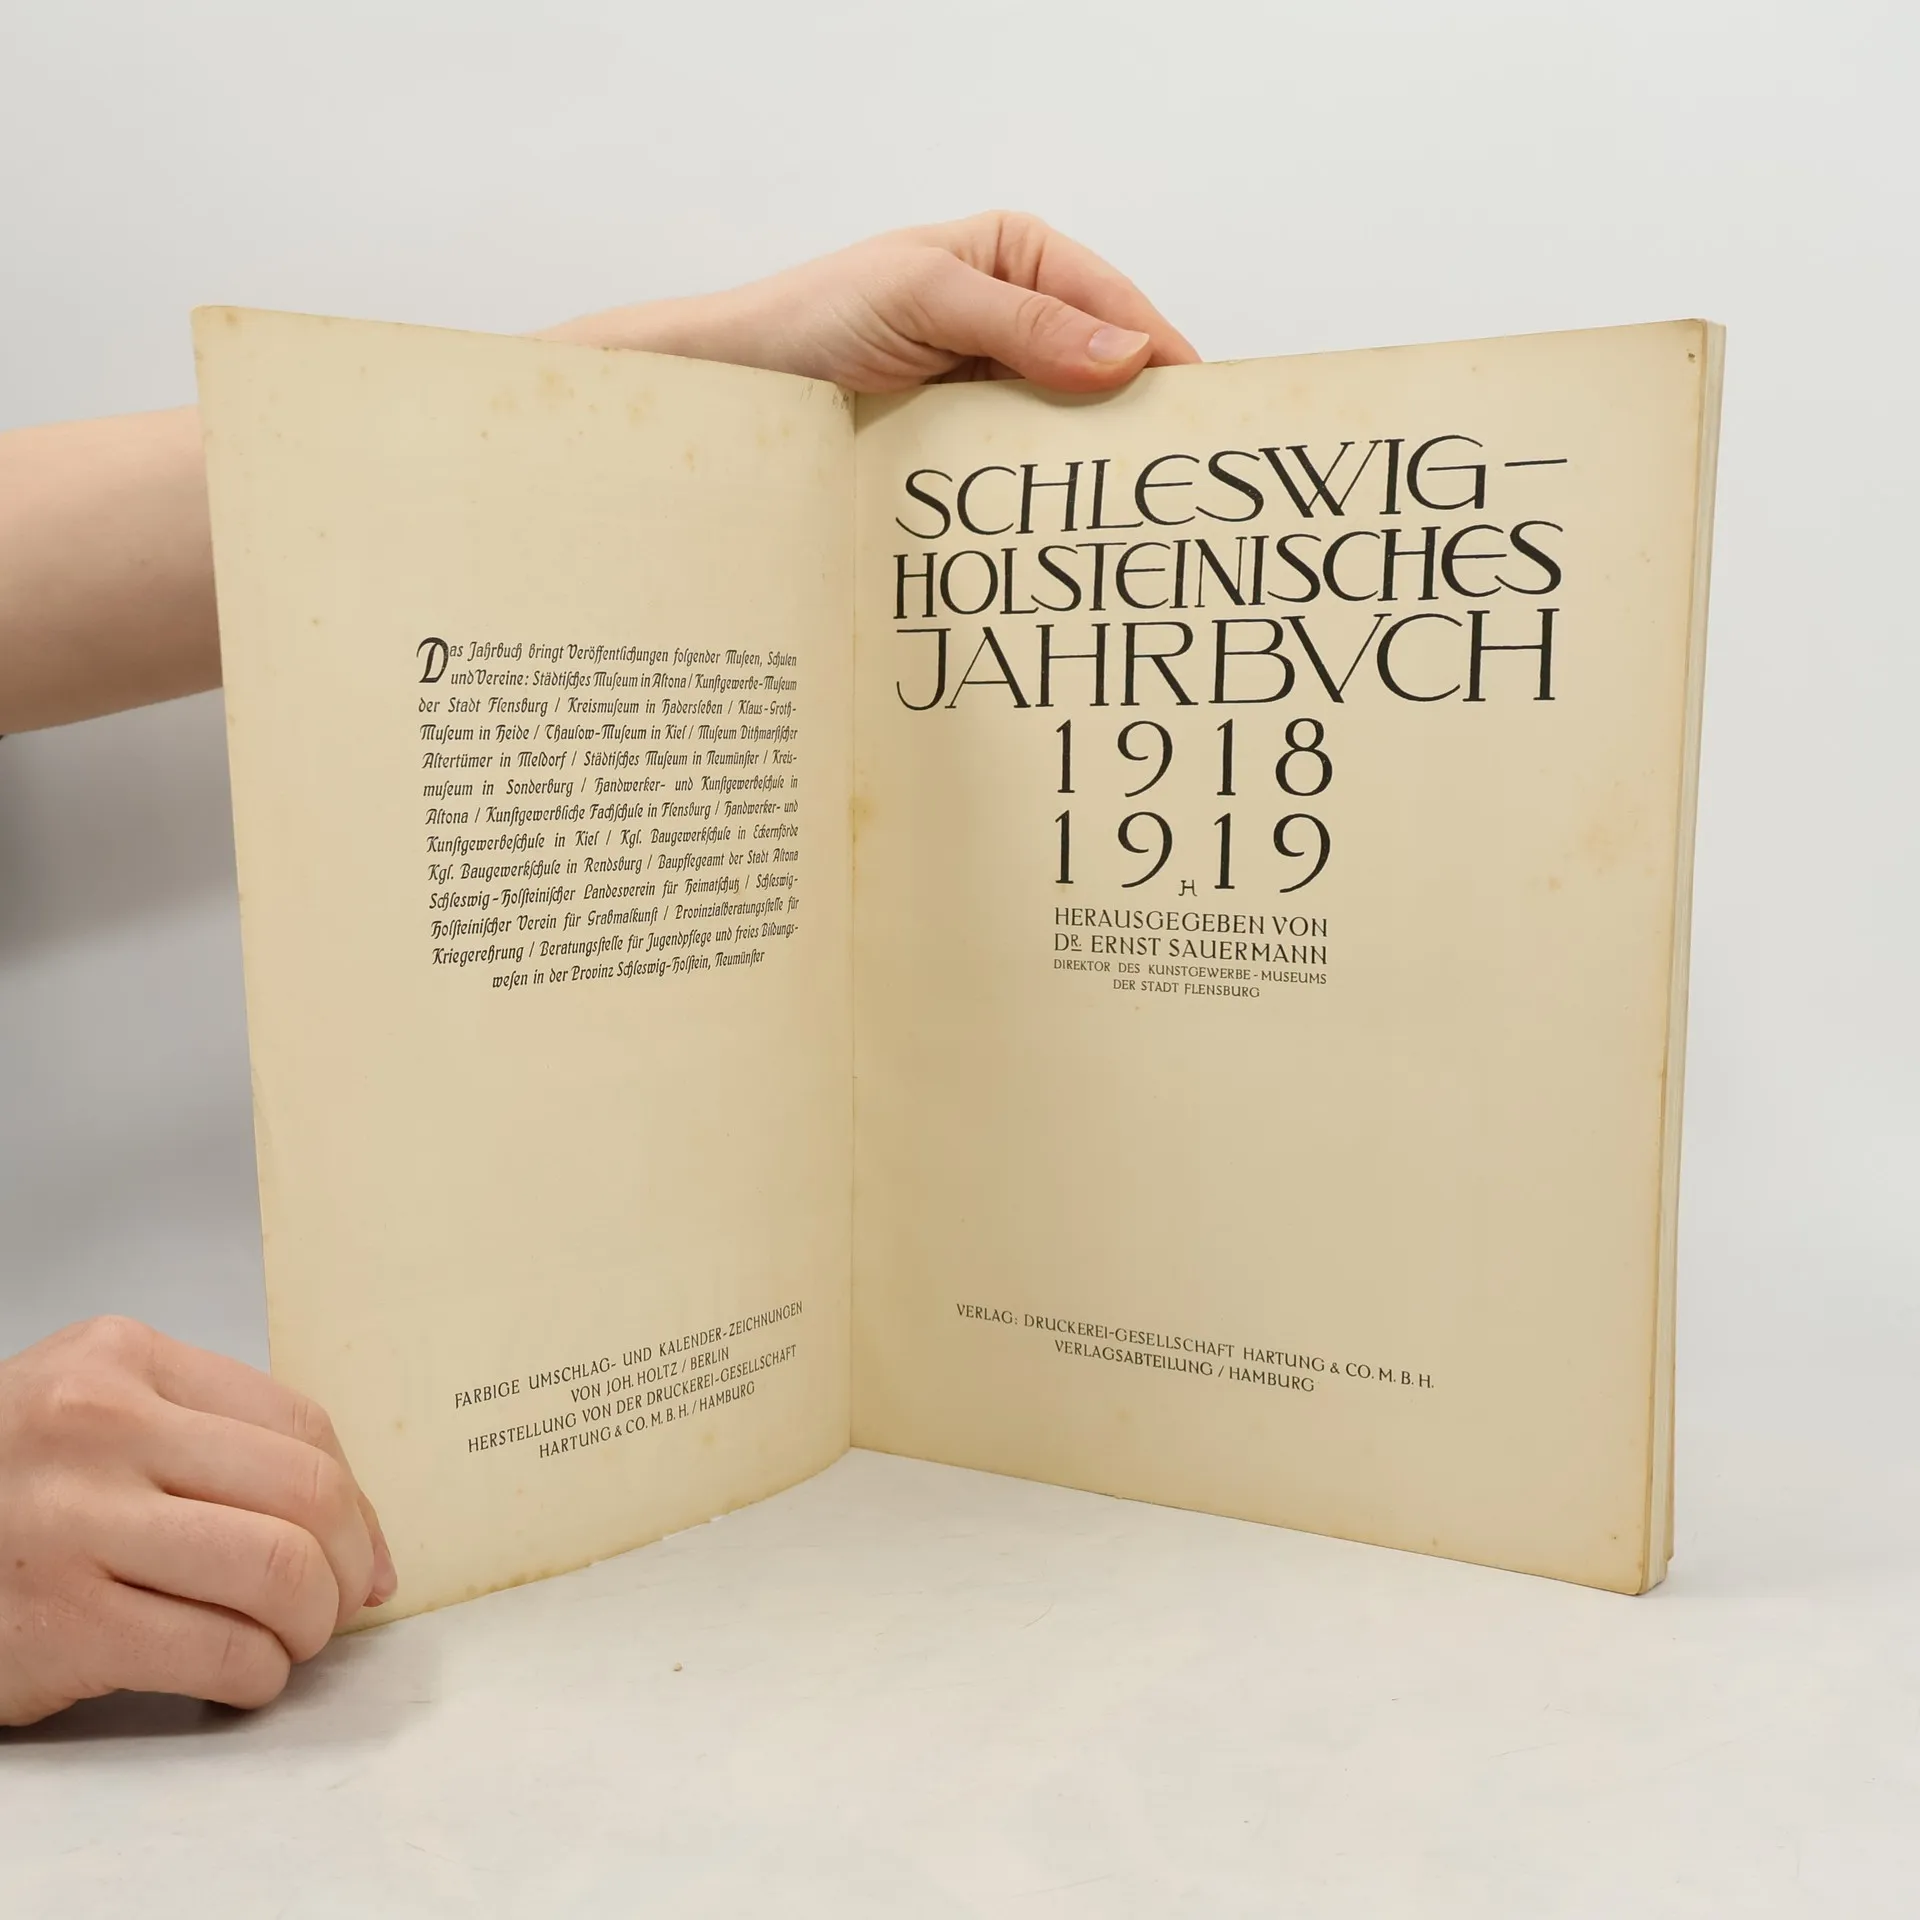 Das Jahrbuch bringt Veröffentlichungen folgender Museen, Schulen
und Vereine: Städtisches Museum in Altona / Kunstgewerbe-Museum
der Stadt Flensburg / Kreismuseum in Hadersleben / Klaus-Groth-
Museum in Heide / Thaulow-Museum in Kiel / Museum Dithmarsischer
Altertümer in Meldorf / Städtisches Museum in Neumünster / Kreis-
museum in Sonderburg / Handwerker- und Kunstgewerbeschule in
Altona / Kunstgewerbliche Fachschule in Flensburg / Handwerker- und
Kunstgewerbeschule in Kiel / Kgl. Baugewerkschule in Eckernförde
Kgl. Baugewerkschule in Rendsburg / Baupflegeamt der Stadt Altona
Schleswig-Holsteinischer Landesverein für Heimatschutz / Schleswig-
Holsteinischer Verein für Grabmalkunst / Provinzialberatungsstelle für
Kriegerehrung / Beratungsstelle für Jugendpflege und freies Bildungs-
wesen in der Provinz Schleswig-Holstein, Neumünster
FARBIGE UMSCHLAG- UND KALENDER-ZEICHNUNGEN
VON JOH. HOLTZ / BERLIN
HERSTELLUNG VON DER DRUCKEREI-GESELLSCHAFT
HARTUNG & CO. M. B. H. / HAMBURG
SCHLESWIG-
HOLSTEINISCHES
JAHRBVCH
1918
1919
JH
HERAUSGEGEBEN VON
DR. ERNST SAUERMANN
DIREKTOR DES KUNSTGEWERBE-MUSEUMS
DER STADT FLENSBURG
VERLAG: DRUCKEREI-GESELLSCHAFT HARTUNG & CO. M. B. H.
VERLAGSABTEILUNG / HAMBURG